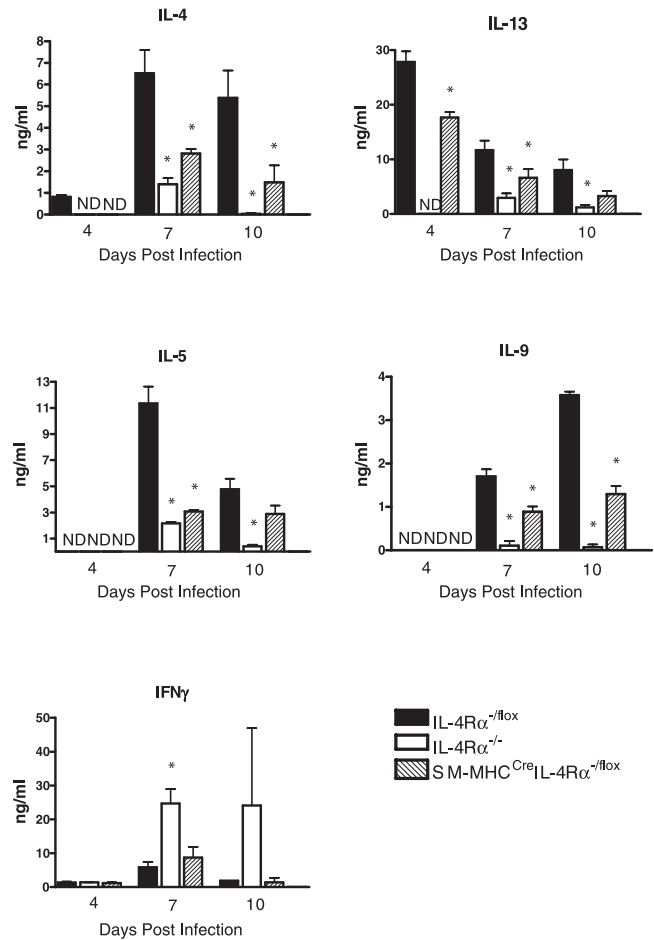 IL-4
8
7
6
5
4
3
2
1
0
ng/ml
* *
* *
ND ND
4 7 10
Days Post Infection
IL-13
30
20
10
0
ng/ml
*
* *
*
ND
4 7 10
Days Post Infection
IL-5
13
11
9
7
5
3
1
ng/ml
* *
*
ND ND ND
4 7 10
Days Post Infection
IL-9
4
3
2
1
0
ng/ml
* *
* *
ND ND ND
4 7 10
Days Post Infection
IFNγ
50
40
30
20
10
0
ng/ml
*
4 7 10
Days Post Infection
IL-4Rα-/flox
IL-4Rα-/-
SM-MHCCreIL-4Rα-/flox